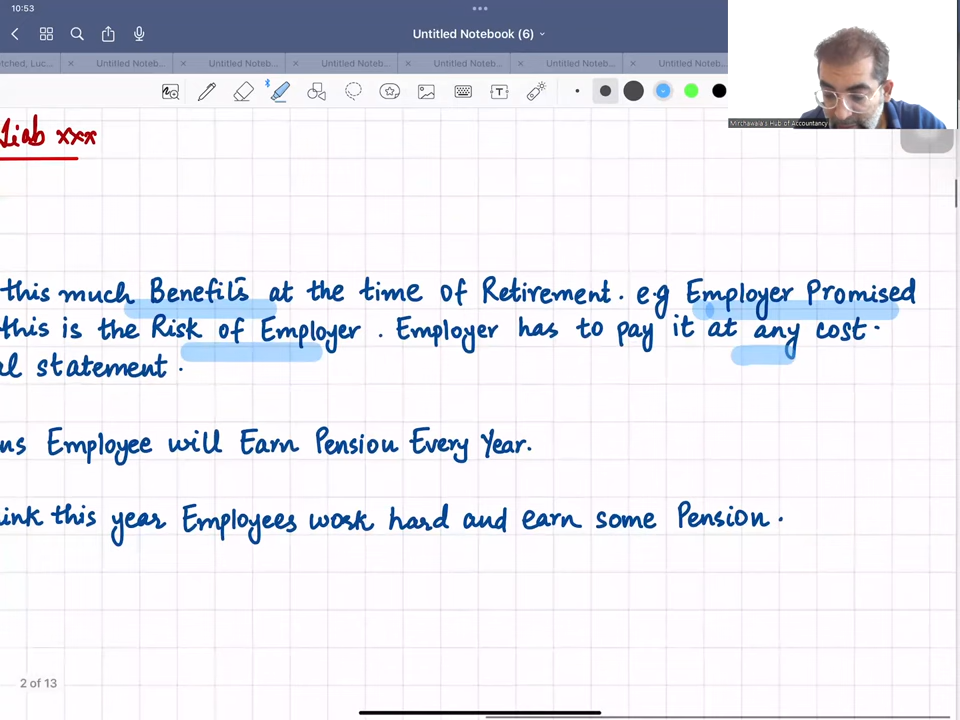 10:53
Untitled Notebook (6)
etched, Luc...
Untitled Noteb...
Untitled Noteb...
Untitled Noteb...
Untitled Noteb...
Untitled Noteb...
Untitled Noteb...
Mirchawala's Hub of Accountancy
Liab xxx
this much Benefits at the time of Retirement. e.g Employer Promised
this is the Risk of Employer. Employer has to pay it at any cost.
al statement.
ns Employee will Earn Pension Every Year.
ink this year Employees work hard and earn some Pension.
2 of 13